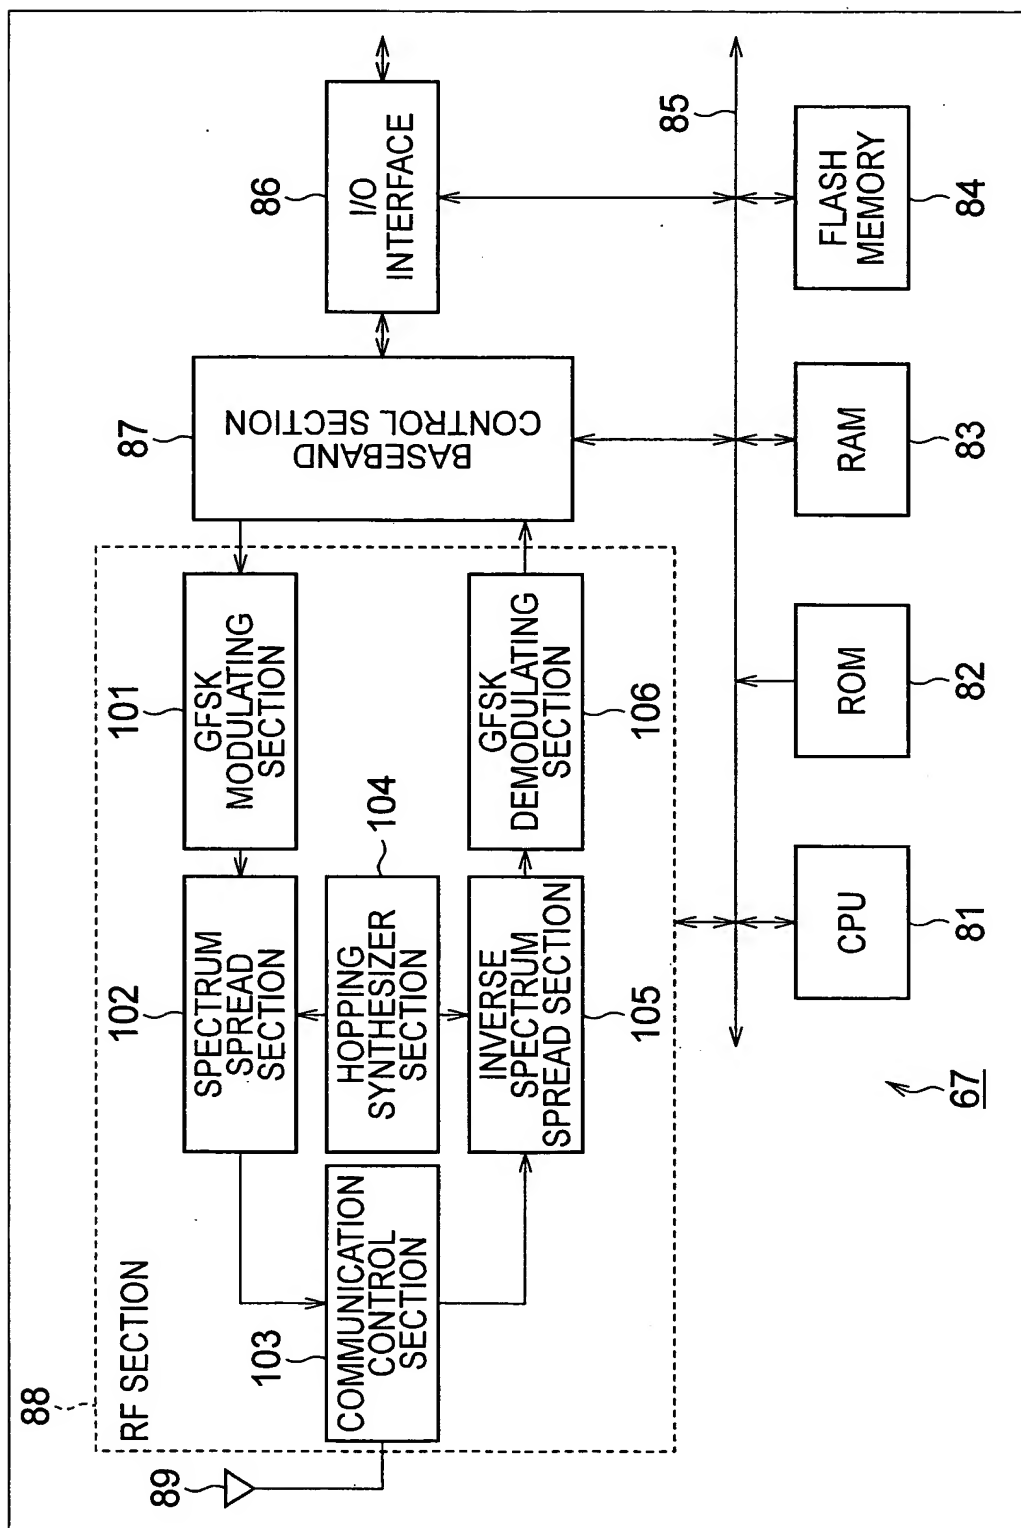 88
RF SECTION
89
103
COMMUNICATION
CONTROL
SECTION
102
SPECTRUM
SPREAD
SECTION
HOPPING
SYNTHESIZER
SECTION
104
INVERSE
SPECTRUM
SPREAD SECTION
105
101
GFSK
MODULATING
SECTION
GFSK
DEMODULATING
SECTION
106
87
BASEBAND
CONTROL SECTION
86
I/O
INTERFACE
85
67
CPU
81
ROM
82
RAM
83
FLASH
MEMORY
84